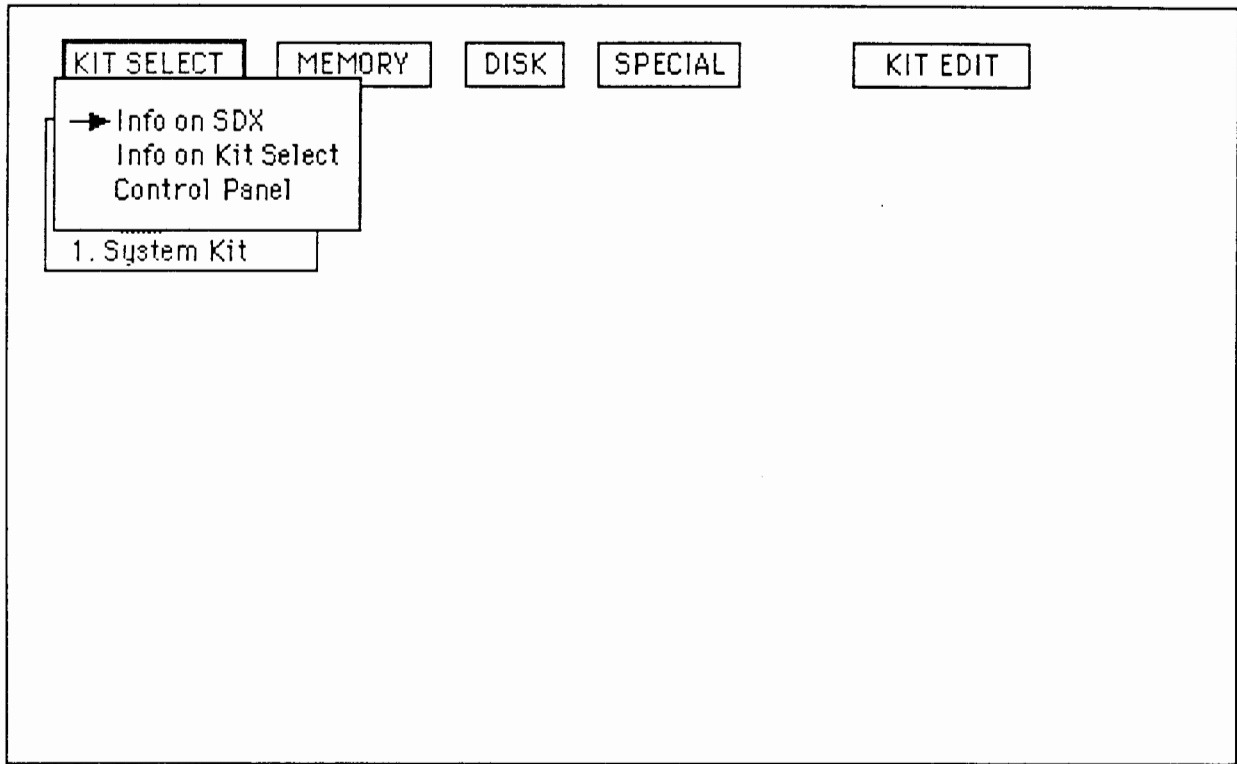 KIT SELECT MEMORY DISK SPECIAL KIT EDIT
Info on SDX
Info on Kit Select
Control Panel
1. System Kit